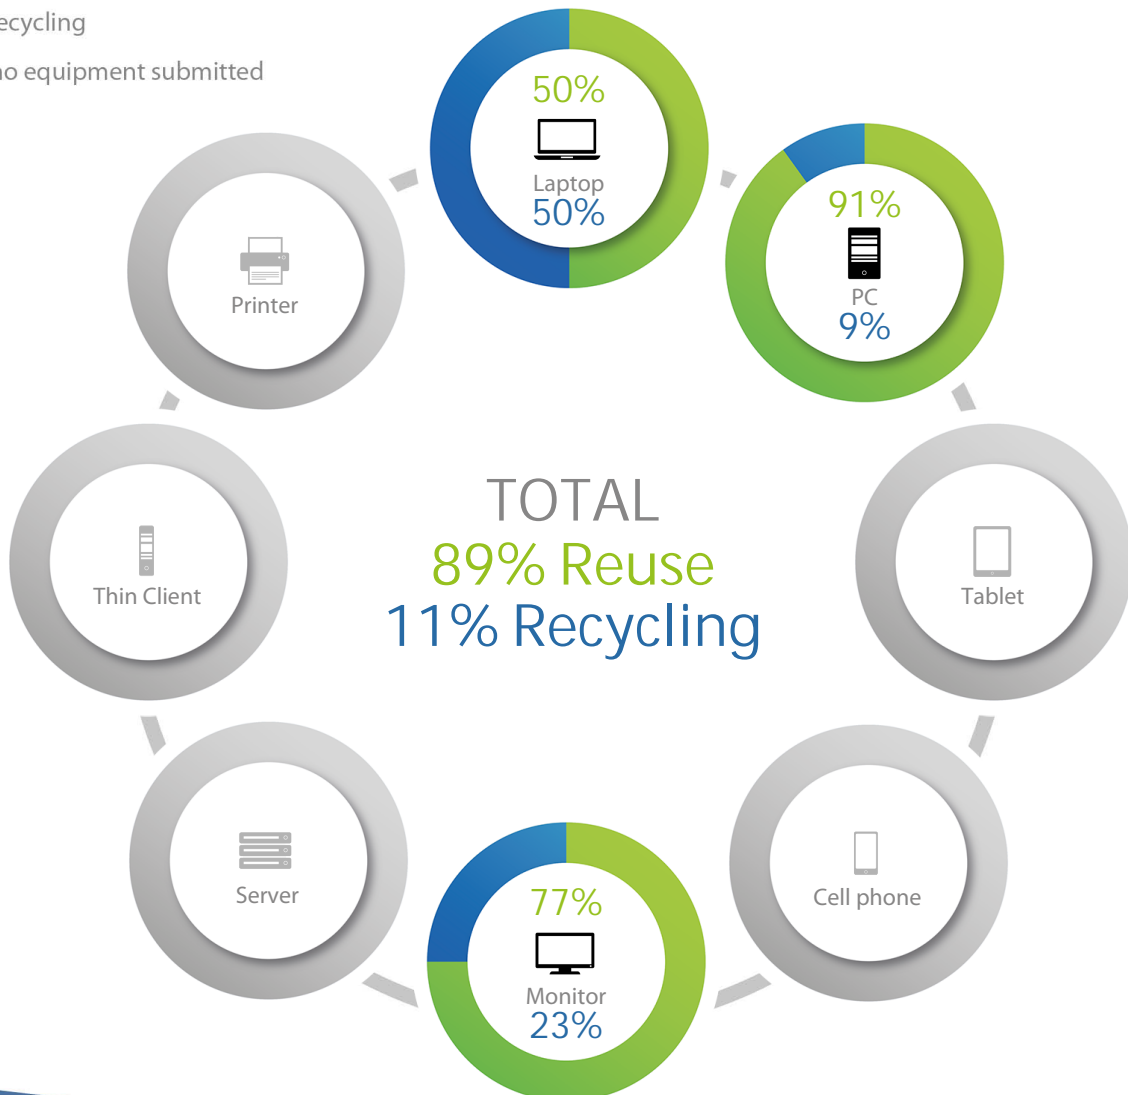 ecycling
no equipment submitted
50%
Laptop
50%
91%
PC
9%
Printer
TOTAL
89% Reuse
11% Recycling
Thin Client
Tablet
Server
Cell phone
77%
Monitor
23%